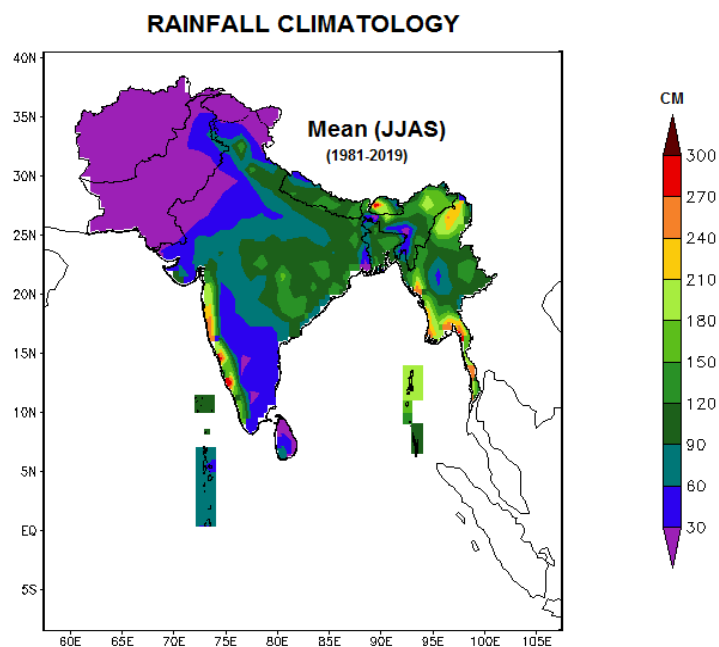 RAINFALL CLIMATOLOGY
Mean (JJAS)
(1981-2019)
40N
35N
30N
25N
20N
15N
10N
5N
EQ
5S
60E 65E 70E 75E 80E 85E 90E 95E 100E 105E
CM
300
270
240
210
180
150
120
90
60
30